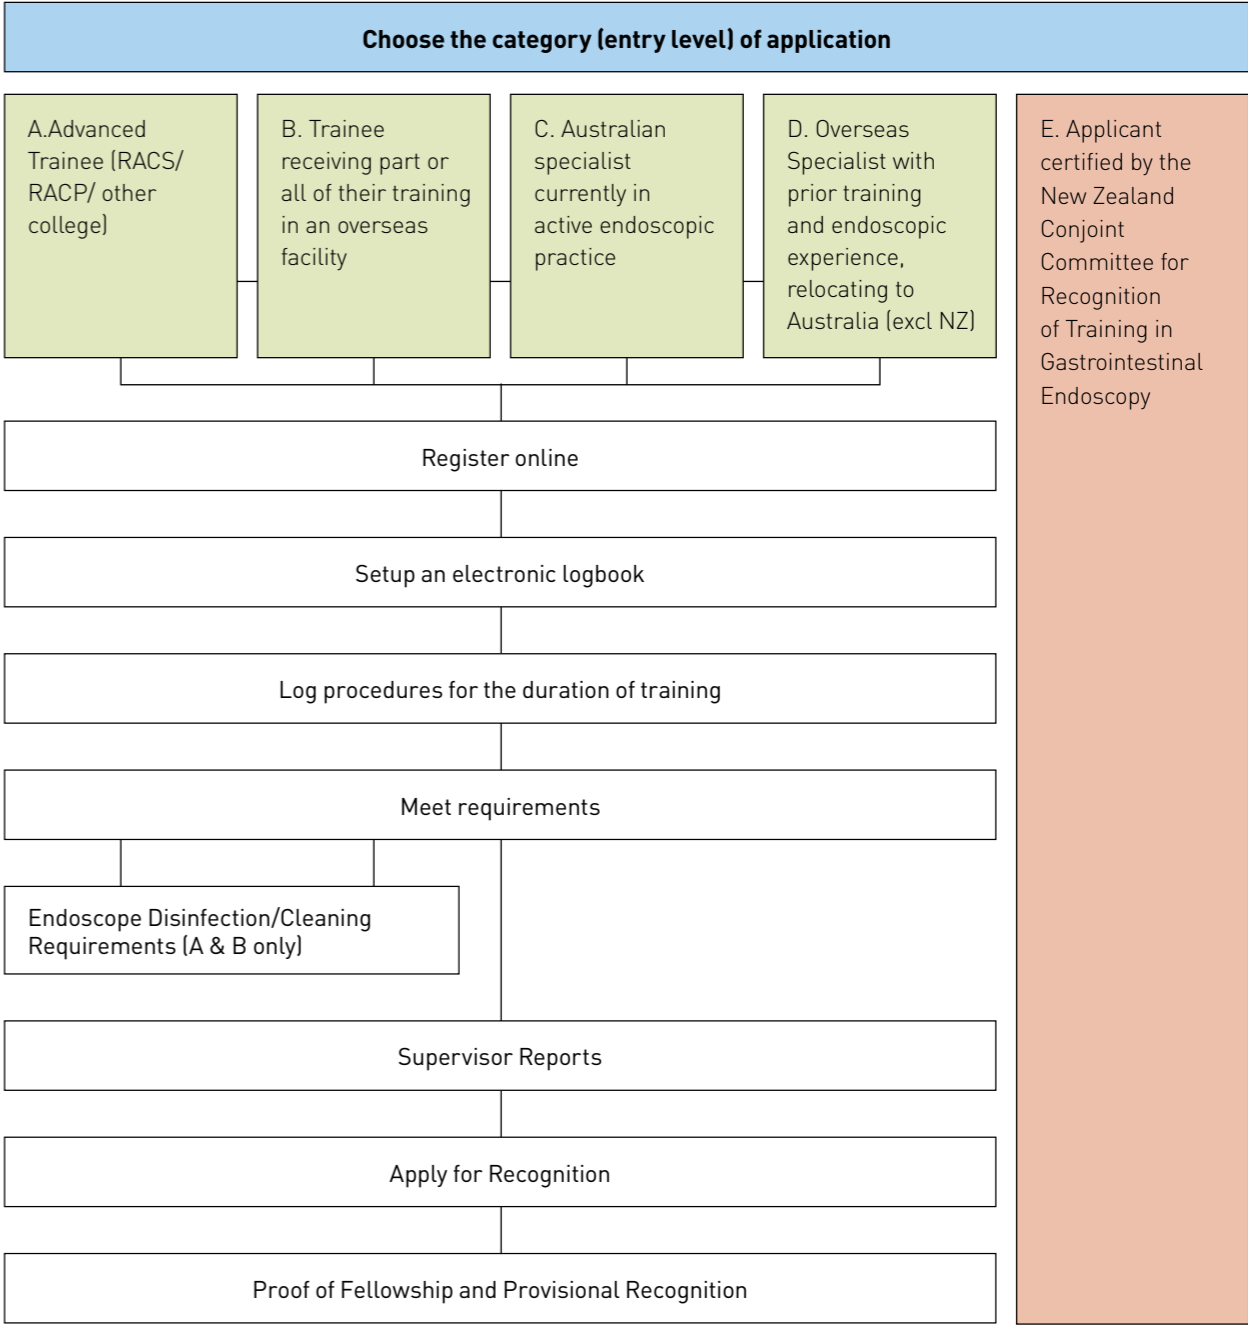 Choose the category (entry level) of application
A.Advanced
Trainee (RACS/
RACP/ other
college)
B. Trainee
receiving part or
all of their training
in an overseas
facility
C. Australian
specialist
currently in
active endoscopic
practice
D. Overseas
Specialist with
prior training
and endoscopic
experience,
relocating to
Australia (excl NZ)
E. Applicant
certified by the
New Zealand
Conjoint
Committee for
Recognition
of Training in
Gastrointestinal
Endoscopy
Register online
Setup an electronic logbook
Log procedures for the duration of training
Meet requirements
Endoscope Disinfection/Cleaning
Requirements (A & B only)
Supervisor Reports
Apply for Recognition
Proof of Fellowship and Provisional Recognition